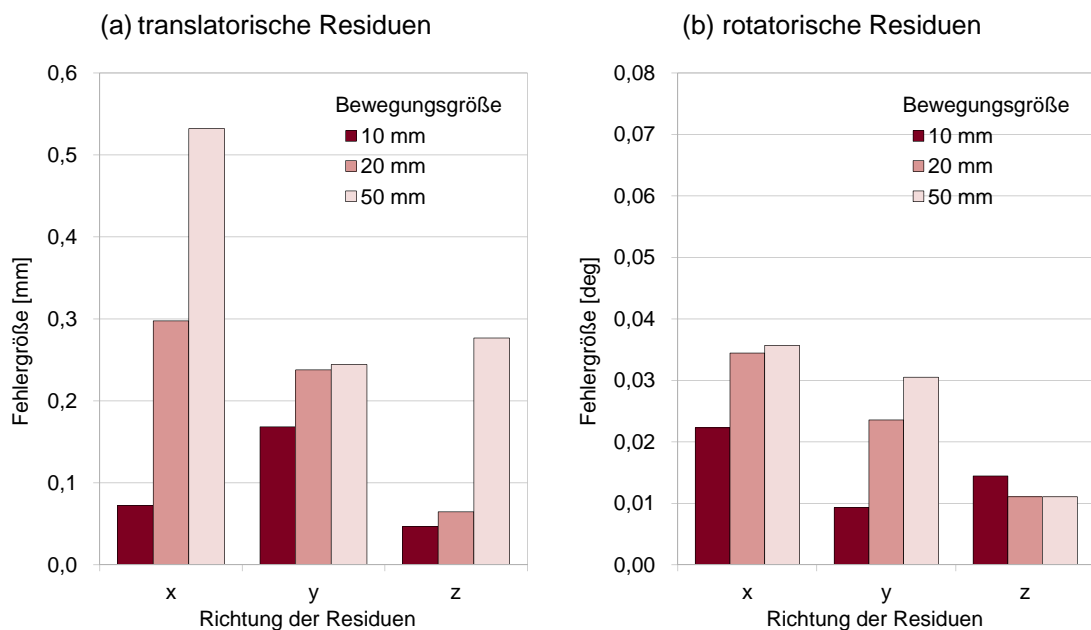 (a) translatorische Residuen
0,6
0,5
0,4
0,3
0,2
0,1
0,0
Fehlergröße [mm]
Bewegungsgröße
10 mm
20 mm
50 mm
x
y
z
Richtung der Residuen
(b) rotatorische Residuen
0,08
0,07
0,06
0,05
0,04
0,03
0,02
0,01
0,00
Fehlergröße [deg]
Bewegungsgröße
10 mm
20 mm
50 mm
x
y
z
Richtung der Residuen